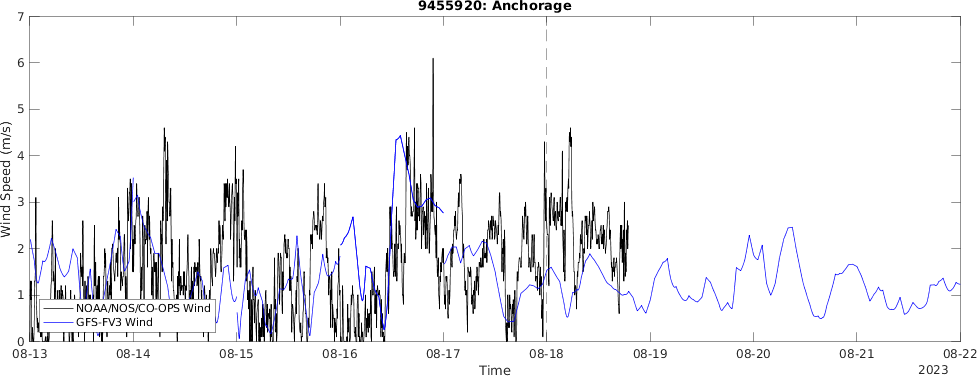 9455920: Anchorage
7
6
5
4
3
2
1
0
Wind Speed (m/s)
NOAA/NOS/CO-OPS Wind
GFS-FV3 Wind
08-13 08-14 08-15 08-16 08-17 08-18 08-19 08-20 08-21 08-22
Time
2023